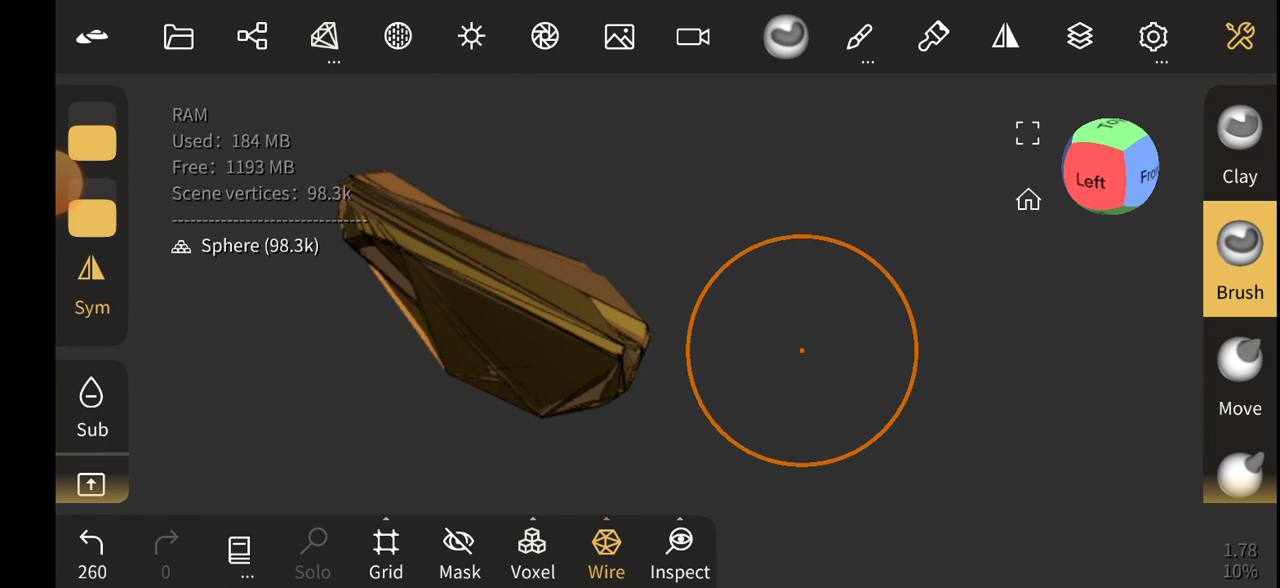 RAM
Used: 184 MB
Free: 1193 MB
Scene vertices: 98.3k
--------------------------------
Sphere (98.3k)
Sym
Sub
Left
Clay
Brush
Move
260
0
...
Solo
Grid
Mask
Voxel
Wire
Inspect
1.78
10%